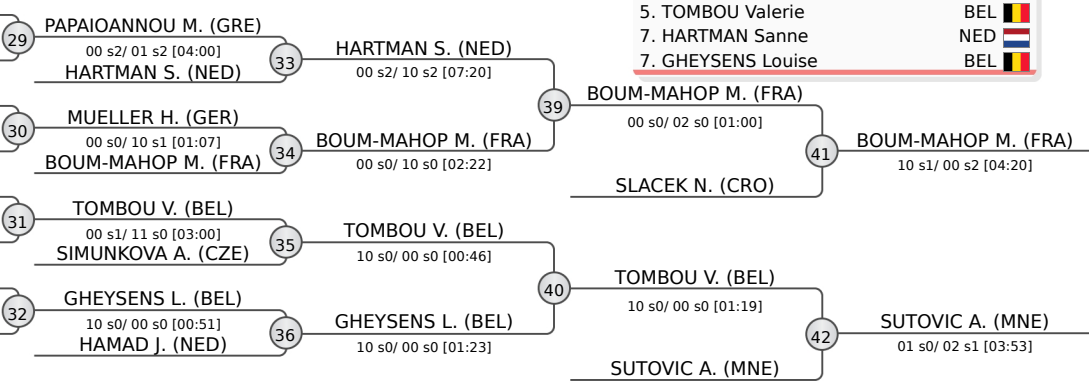 5. TOMBOU Valerie BEL
7. HARTMAN Sanne NED
7. GHEYSENS Louise BEL
29
PAPAIOANNOU M. (GRE)
00 s2/ 01 s2 [04:00]
HARTMAN S. (NED)
30
MUELLER H. (GER)
00 s0/ 10 s1 [01:07]
BOUM-MAHOP M. (FRA)
31
TOMBOU V. (BEL)
00 s1/ 11 s0 [03:00]
SIMUNKOVA A. (CZE)
32
GHEYSENS L. (BEL)
10 s0/ 00 s0 [00:51]
HAMAD J. (NED)
33
HARTMAN S. (NED)
00 s2/ 10 s2 [07:20]
34
BOUM-MAHOP M. (FRA)
00 s0/ 10 s0 [02:22]
35
TOMBOU V. (BEL)
10 s0/ 00 s0 [00:46]
36
GHEYSENS L. (BEL)
10 s0/ 00 s0 [01:23]
39
BOUM-MAHOP M. (FRA)
00 s0/ 02 s0 [01:00]
SLACEK N. (CRO)
40
TOMBOU V. (BEL)
10 s0/ 00 s0 [01:19]
SUTOVIC A. (MNE)
41
BOUM-MAHOP M. (FRA)
10 s1/ 00 s2 [04:20]
42
SUTOVIC A. (MNE)
01 s0/ 02 s1 [03:53]